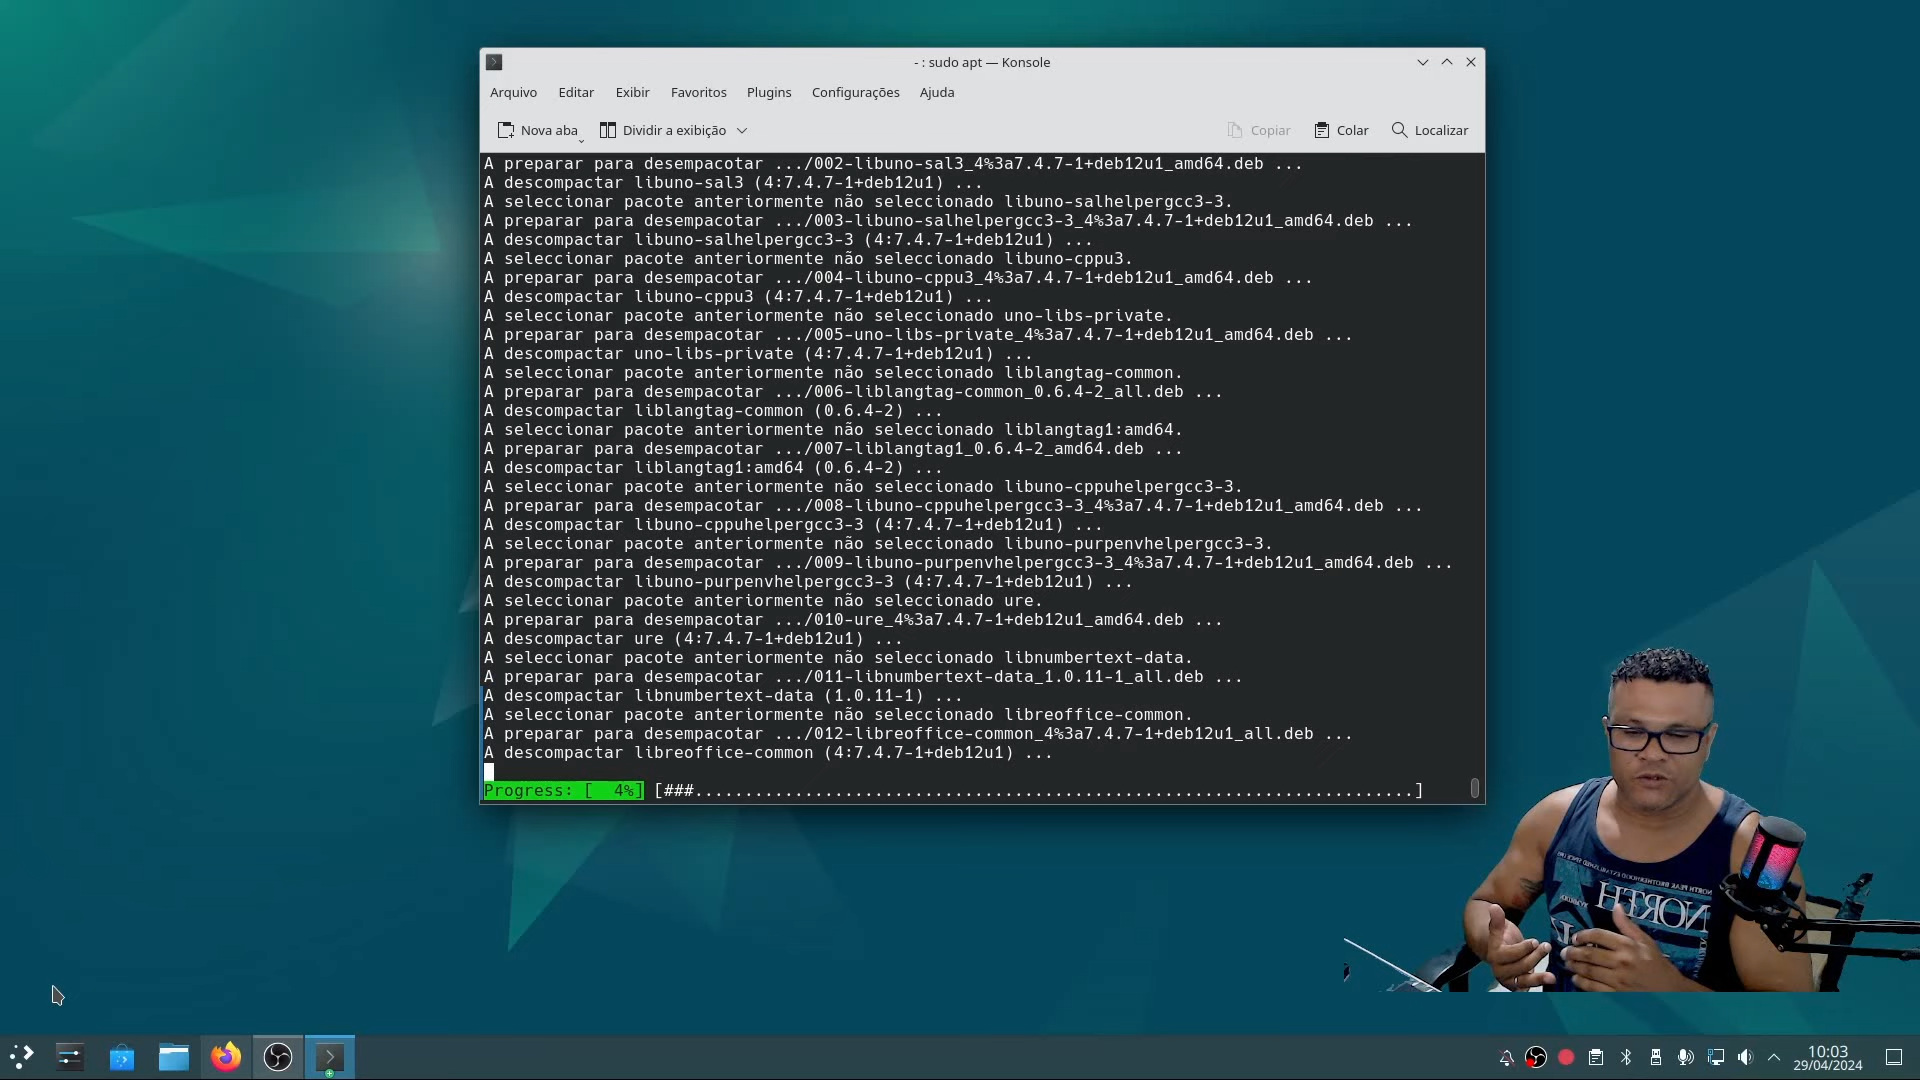 - : sudo apt — Konsole
Arquivo Editar Exibir Favoritos Plugins Configurações Ajuda
Nova aba Dividir a exibição Copiar Colar Localizar
A preparar para desempacotar .../002-libuno-sal3_4%3a7.4.7-1+deb12u1_amd64.deb ...
A descompactar libuno-sal3 (4:7.4.7-1+deb12u1) ...
A seleccionar pacote anteriormente não seleccionado libuno-salhelpergcc3-3.
A preparar para desempacotar .../003-libuno-salhelpergcc3-3_4%3a7.4.7-1+deb12u1_amd64.deb ...
A descompactar libuno-salhelpergcc3-3 (4:7.4.7-1+deb12u1) ...
A seleccionar pacote anteriormente não seleccionado libuno-cppu3.
A preparar para desempacotar .../004-libuno-cppu3_4%3a7.4.7-1+deb12u1_amd64.deb ...
A descompactar libuno-cppu3 (4:7.4.7-1+deb12u1) ...
A seleccionar pacote anteriormente não seleccionado uno-libs-private.
A preparar para desempacotar .../005-uno-libs-private_4%3a7.4.7-1+deb12u1_amd64.deb ...
A descompactar uno-libs-private (4:7.4.7-1+deb12u1) ...
A seleccionar pacote anteriormente não seleccionado liblangtag-common.
A preparar para desempacotar .../006-liblangtag-common_0.6.4-2_all.deb ...
A descompactar liblangtag-common (0.6.4-2) ...
A seleccionar pacote anteriormente não seleccionado liblangtag1:amd64.
A preparar para desempacotar .../007-liblangtag1_0.6.4-2_amd64.deb ...
A descompactar liblangtag1:amd64 (0.6.4-2) ...
A seleccionar pacote anteriormente não seleccionado libuno-cppuhelpergcc3-3.
A preparar para desempacotar .../008-libuno-cppuhelpergcc3-3_4%3a7.4.7-1+deb12u1_amd64.deb ...
A descompactar libuno-cppuhelpergcc3-3 (4:7.4.7-1+deb12u1) ...
A seleccionar pacote anteriormente não seleccionado libuno-purpenvhelpergcc3-3.
A preparar para desempacotar .../009-libuno-purpenvhelpergcc3-3_4%3a7.4.7-1+deb12u1_amd64.deb ...
A descompactar libuno-purpenvhelpergcc3-3 (4:7.4.7-1+deb12u1) ...
A seleccionar pacote anteriormente não seleccionado ure.
A preparar para desempacotar .../010-ure_4%3a7.4.7-1+deb12u1_amd64.deb ...
A descompactar ure (4:7.4.7-1+deb12u1) ...
A seleccionar pacote anteriormente não seleccionado libnumbertext-data.
A preparar para desempacotar .../011-libnumbertext-data_1.0.11-1_all.deb ...
A descompactar libnumbertext-data (1.0.11-1) ...
A seleccionar pacote anteriormente não seleccionado libreoffice-common.
A preparar para desempacotar .../012-libreoffice-common_4%3a7.4.7-1+deb12u1_all.deb ...
A descompactar libreoffice-common (4:7.4.7-1+deb12u1) ...
Progress: [  4%] [###........................................................................]
NORTH
10:03
29/04/2024